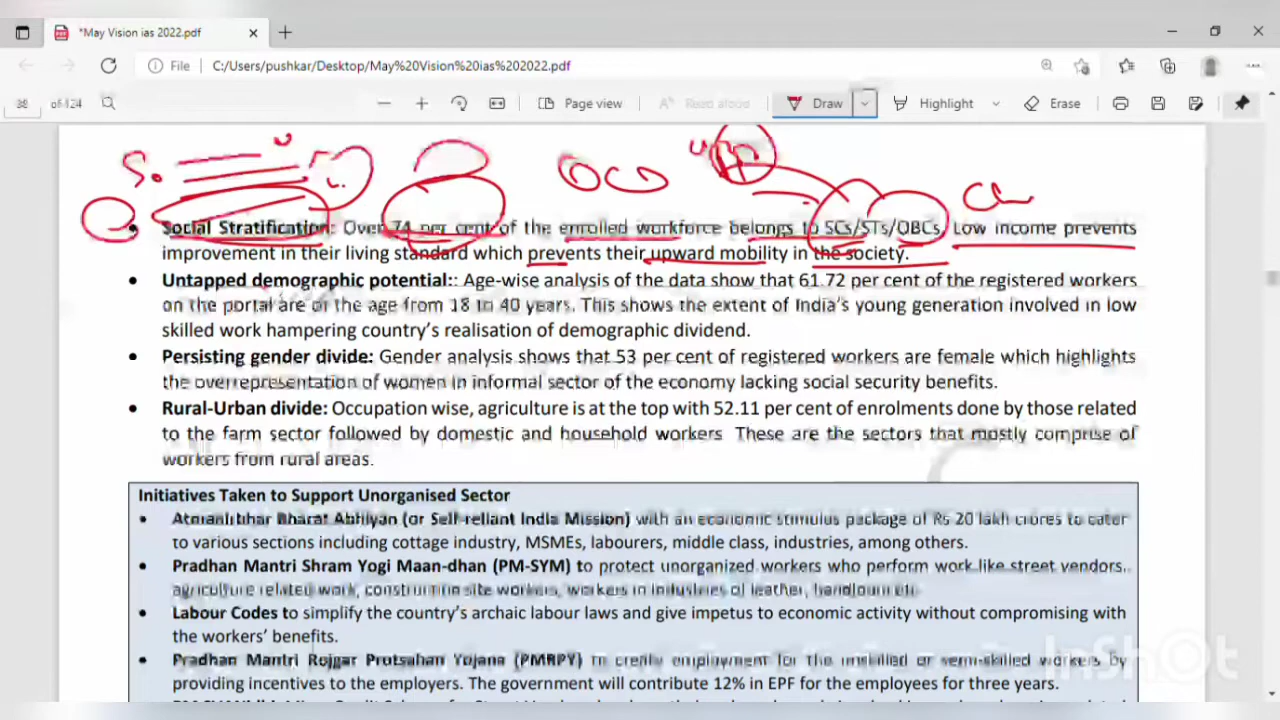 *May Vision ias 2022.pdf
File C:/Users/pushkar/Desktop/May%20Vision%20ias%202022.pdf
38 of 124 Page view Read aloud Draw Highlight Erase
Social Stratification: Over 74 per cent of the enrolled workforce belongs to SCs/STs/OBCs. Low income prevents
improvement in their living standard which prevents their upward mobility in the society.
Untapped demographic potential:: Age-wise analysis of the data show that 61.72 per cent of the registered workers
on the portal are of the age from 18 to 40 years. This shows the extent of India's young generation involved in low
skilled work hampering country's realisation of demographic dividend.
Persisting gender divide: Gender analysis shows that 53 per cent of registered workers are female which highlights
the overrepresentation of women in informal sector of the economy lacking social security benefits.
Rural-Urban divide: Occupation wise, agriculture is at the top with 52.11 per cent of enrolments done by those related
to the farm sector followed by domestic and household workers. These are the sectors that mostly comprise of
workers from rural areas.
Initiatives Taken to Support Unorganised Sector
Atmanirbhar Bharat Abhiyan (or Self-reliant India Mission) with an economic stimulus package of Rs 20 lakh crores to cater
to various sections including cottage industry, MSMEs, labourers, middle class, industries, among others.
Pradhan Mantri Shram Yogi Maan-dhan (PM-SYM) to protect unorganized workers who perform work like street vendors,
agriculture related work, construction site workers, workers in industries of leather, handloom etc.
Labour Codes to simplify the country's archaic labour laws and give impetus to economic activity without compromising with
the workers' benefits.
Pradhan Mantri Rojgar Protsahan Yojana (PMRPY) to create employment for the unskilled or semi-skilled workers by
providing incentives to the employers. The government will contribute 12% in EPF for the employees for three years.
InShot